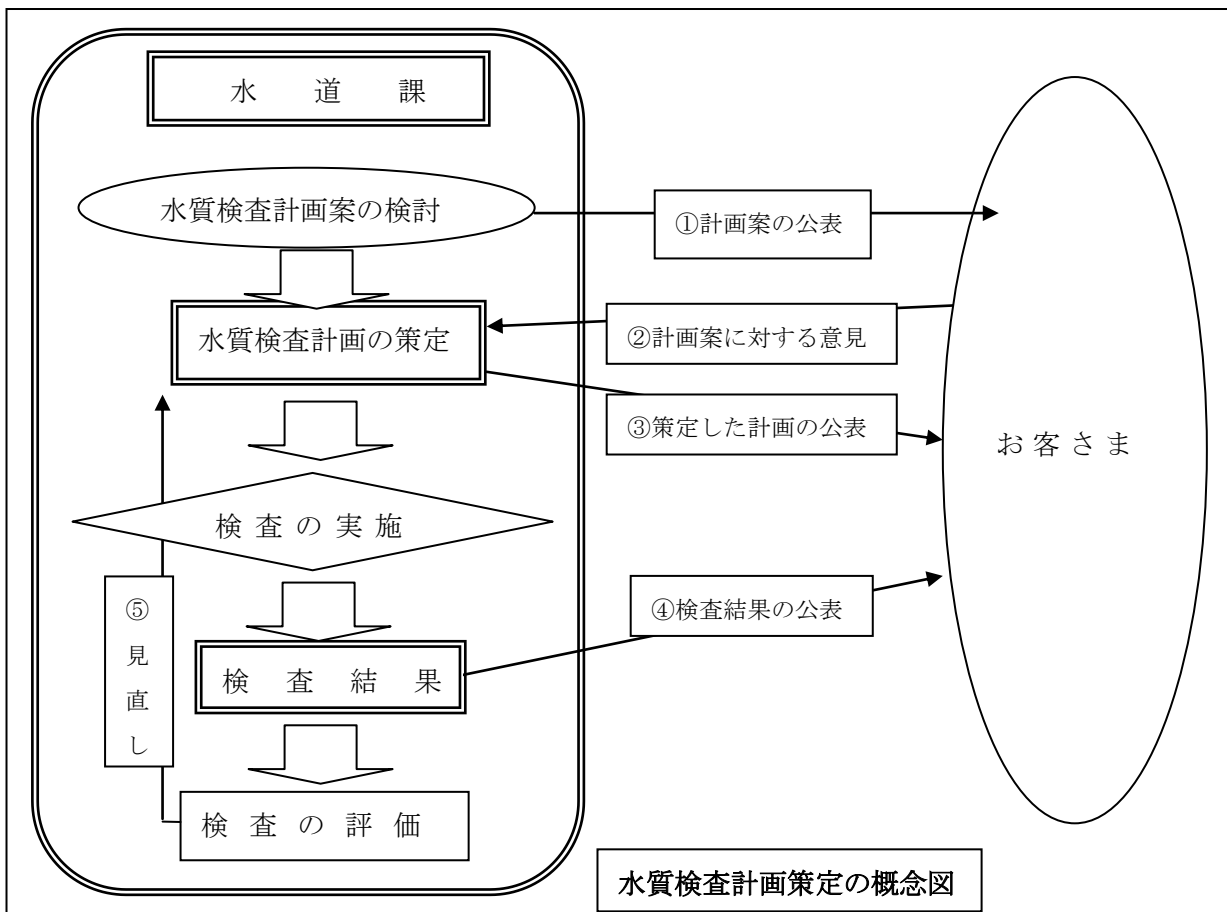 水道課
水質検査計画案の検討
①計画案の公表
水質検査計画の策定
②計画案に対する意見
③策定した計画の公表
お客さま
検査の実施
④検査結果の公表
⑤見直し
検査結果
検査の評価
水質検査計画策定の概念図